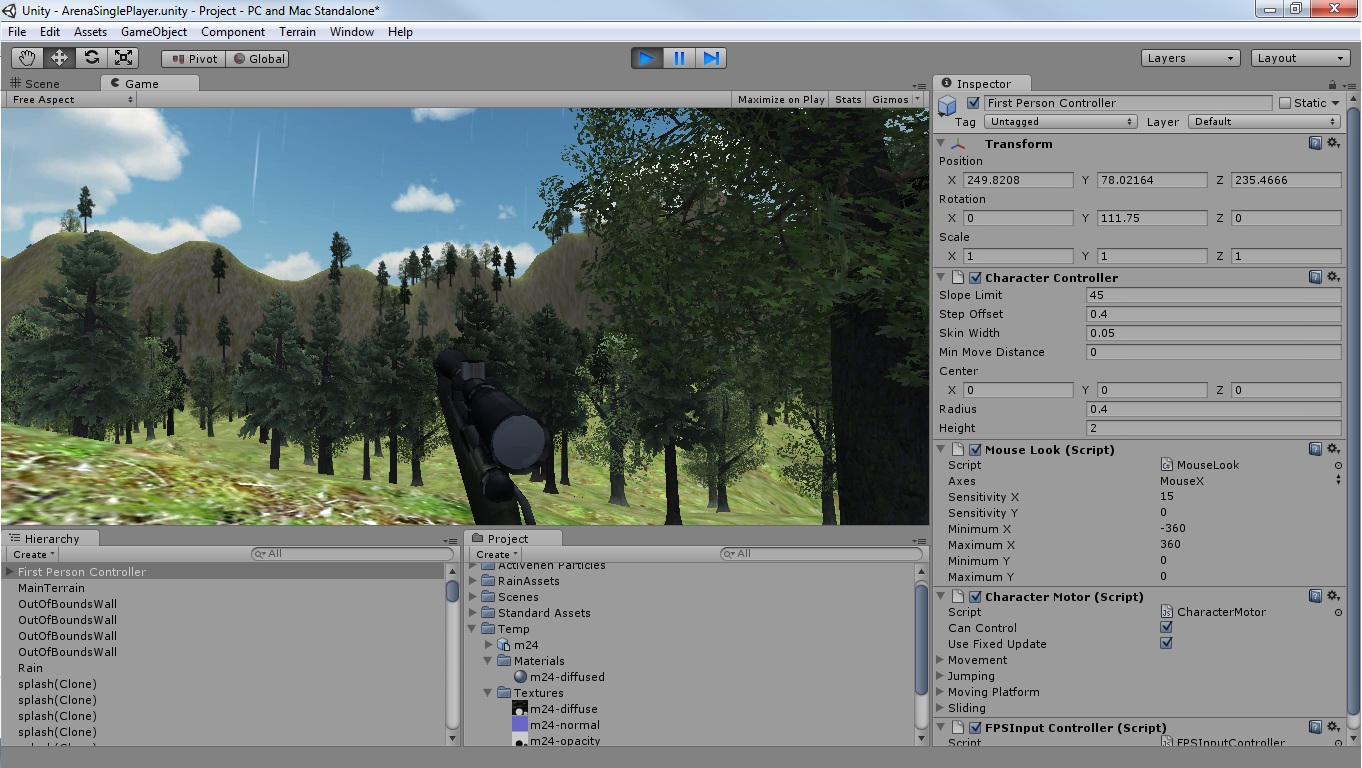 Unity - ArenaSinglePlayer.unity - Project - PC and Mac Standalone*
File Edit Assets GameObject Component Terrain Window Help
Pivot Global Layers Layout
Scene Game
Free Aspect Maximize on Play Stats Gizmos
Inspector
First Person Controller Static
Tag Untagged Layer Default
Transform
Position
X 249.8208 Y 78.02164 Z 235.4666
Rotation
X 0 Y 111.75 Z 0
Scale
X 1 Y 1 Z 1
Character Controller
Slope Limit 45
Step Offset 0.4
Skin Width 0.05
Min Move Distance 0
Center
X 0 Y 0 Z 0
Radius 0.4
Height 2
Mouse Look (Script)
Script MouseLook
Axes MouseX
Sensitivity X 15
Sensitivity Y 0
Minimum X -360
Maximum X 360
Minimum Y 0
Maximum Y 0
Character Motor (Script)
Script CharacterMotor
Can Control
Use Fixed Update
Movement
Jumping
Moving Platform
Sliding
FPSInput Controller (Script)
Script FPSInputController
Hierarchy
Create All
First Person Controller
MainTerrain
OutOfBoundsWall
OutOfBoundsWall
OutOfBoundsWall
OutOfBoundsWall
Rain
splash(Clone)
splash(Clone)
splash(Clone)
splash(Clone)
splash(Clone)
Project
Create All
Particles
RainAssets
Scenes
Standard Assets
Temp
m24
Materials
m24-diffused
Textures
m24-diffuse
m24-normal
m24-opacity